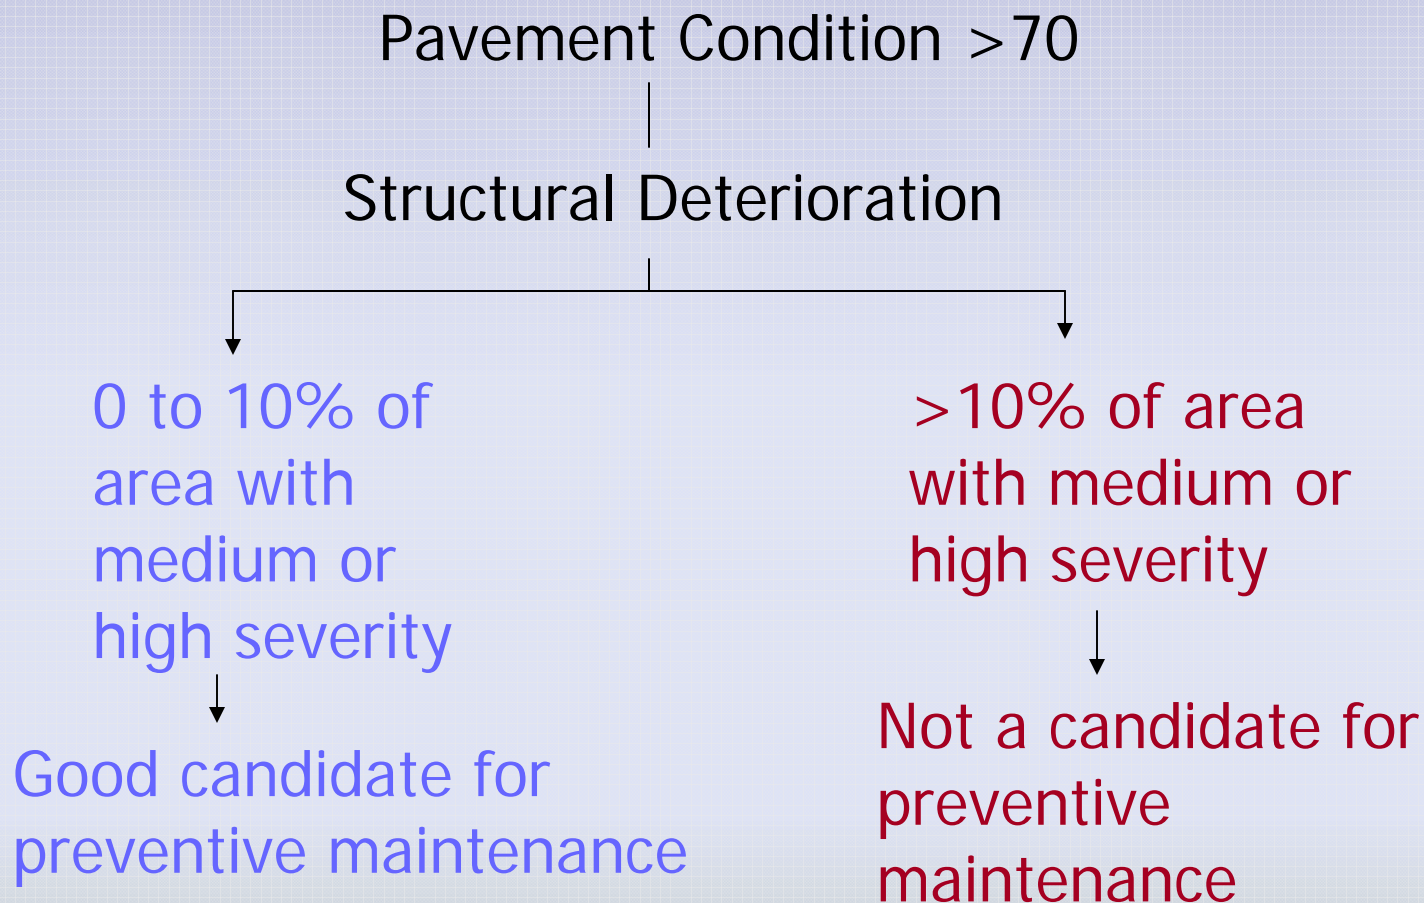 Pavement Condition >70
Structural Deterioration
0 to 10% of
area with
medium or
high severity
Good candidate for
preventive maintenance
>10% of area
with medium or
high severity
Not a candidate for
preventive
maintenance